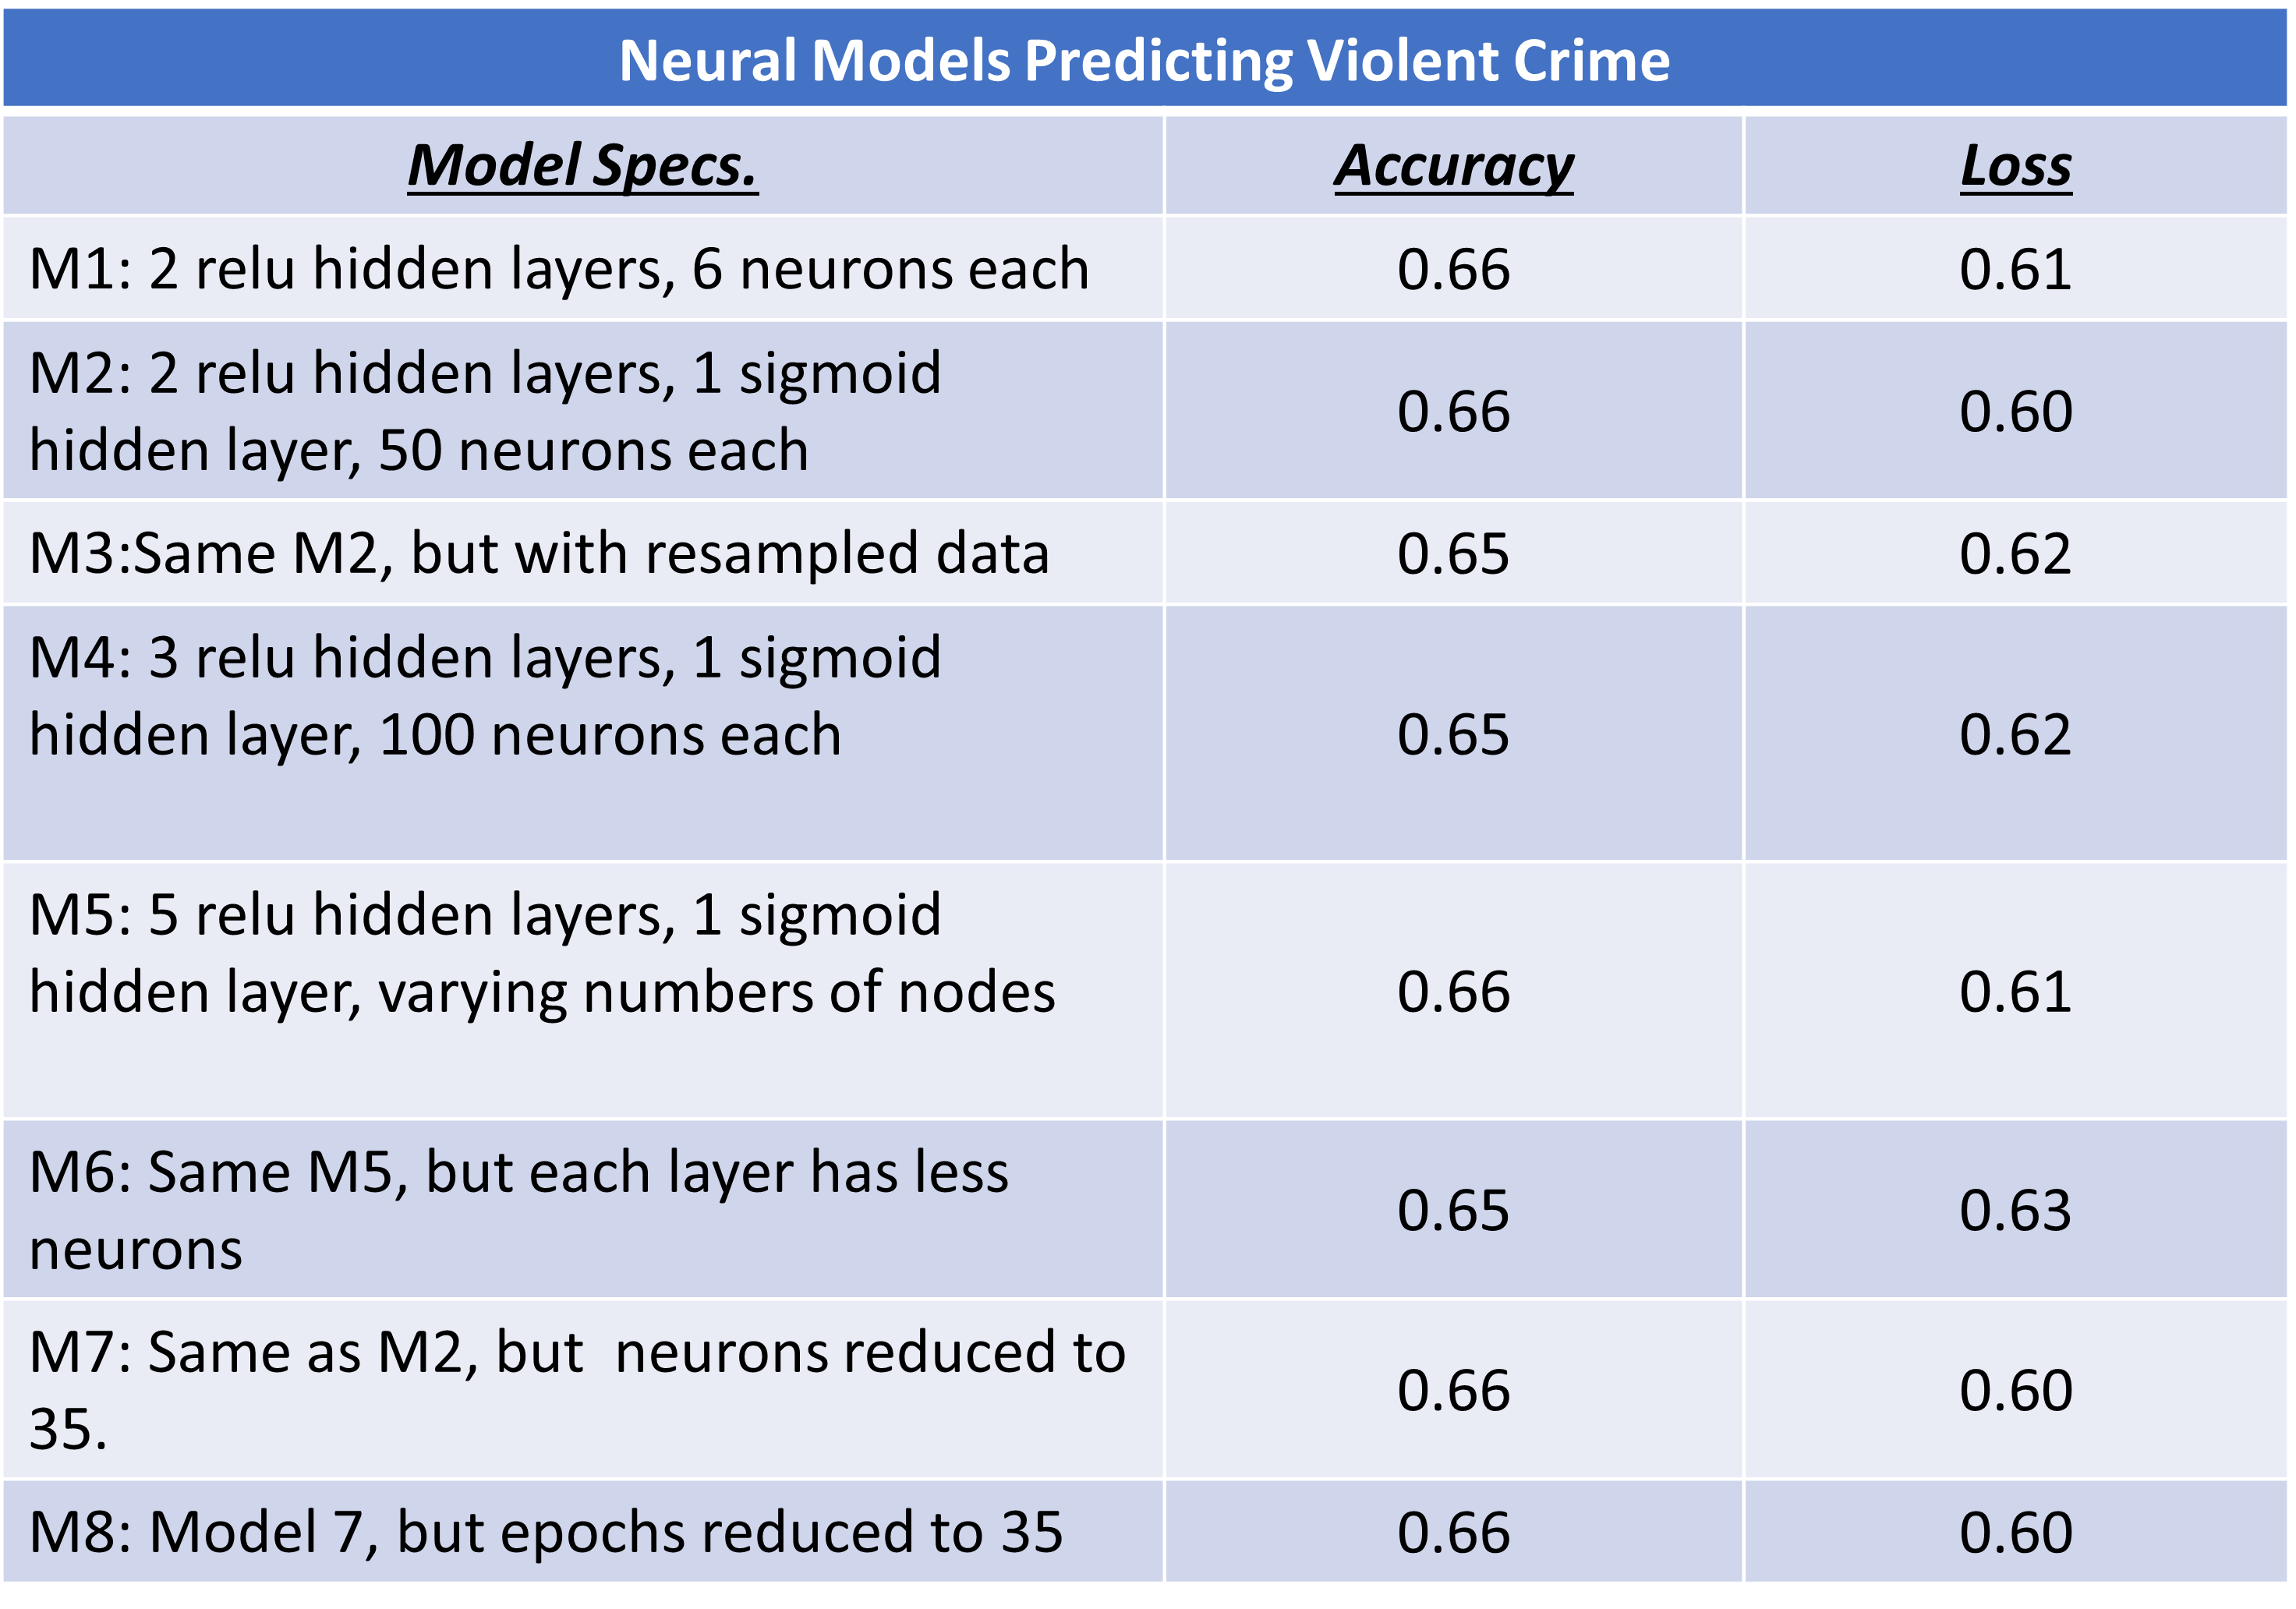 Neural Models Predicting Violent Crime
Model Specs. Accuracy Loss
M1: 2 relu hidden layers, 6 neurons each 0.66 0.61
M2: 2 relu hidden layers, 1 sigmoid
hidden layer, 50 neurons each 0.66 0.60
M3:Same M2, but with resampled data 0.65 0.62
M4: 3 relu hidden layers, 1 sigmoid
hidden layer, 100 neurons each 0.65 0.62
M5: 5 relu hidden layers, 1 sigmoid
hidden layer, varying numbers of nodes 0.66 0.61
M6: Same M5, but each layer has less
neurons 0.65 0.63
M7: Same as M2, but  neurons reduced to
35. 0.66 0.60
M8: Model 7, but epochs reduced to 35 0.66 0.60